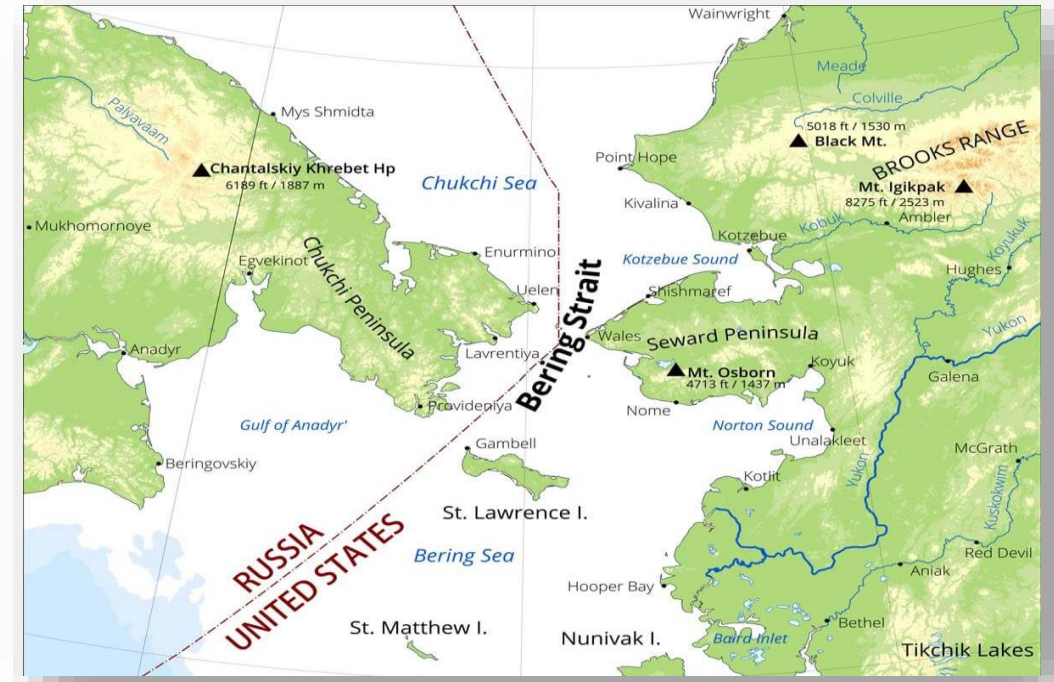 Wainwright
Meade
Colville
Palyavaam
Mys Shmidta
5018 ft / 1530 m
Black Mt.
BROOKS RANGE
Point Hope
Chantalskiy Khrebet Hp
6189 ft / 1887 m
Chukchi Sea
Mt. Igikpak
8275 ft / 2523 m
Kivalina
Ambler
Kobuk
Mukhomornoye
Kotzebue
Koyukuk
Chukchi Peninsula
Enurmino
Egvekinot
Kotzebue Sound
Hughes
Uelen
Shishmaref
Bering Strait
Yukon
Wales
Seward Peninsula
Anadyr
Lavrentiya
Koyuk
Mt. Osborn
4713 ft / 1437 m
Galena
Provideniya
Nome
Gulf of Anadyr'
Norton Sound
Unalakleet
Gambell
McGrath
Beringovskiy
Yukon
Kotlit
Kuskokwim
St. Lawrence I.
RUSSIA
UNITED STATES
Bering Sea
Red Devil
Aniak
Hooper Bay
Bethel
St. Matthew I.
Nunivak I.
Baird Inlet
Tikchik Lakes